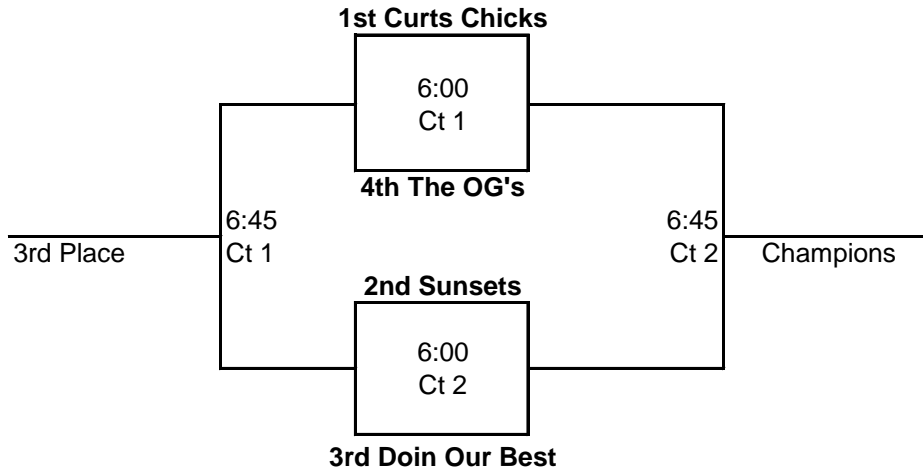 1st Curts Chicks
6:00
Ct 1
4th The OG's
6:45
Ct 1
3rd Place
6:45
Ct 2
Champions
2nd Sunsets
6:00
Ct 2
3rd Doin Our Best